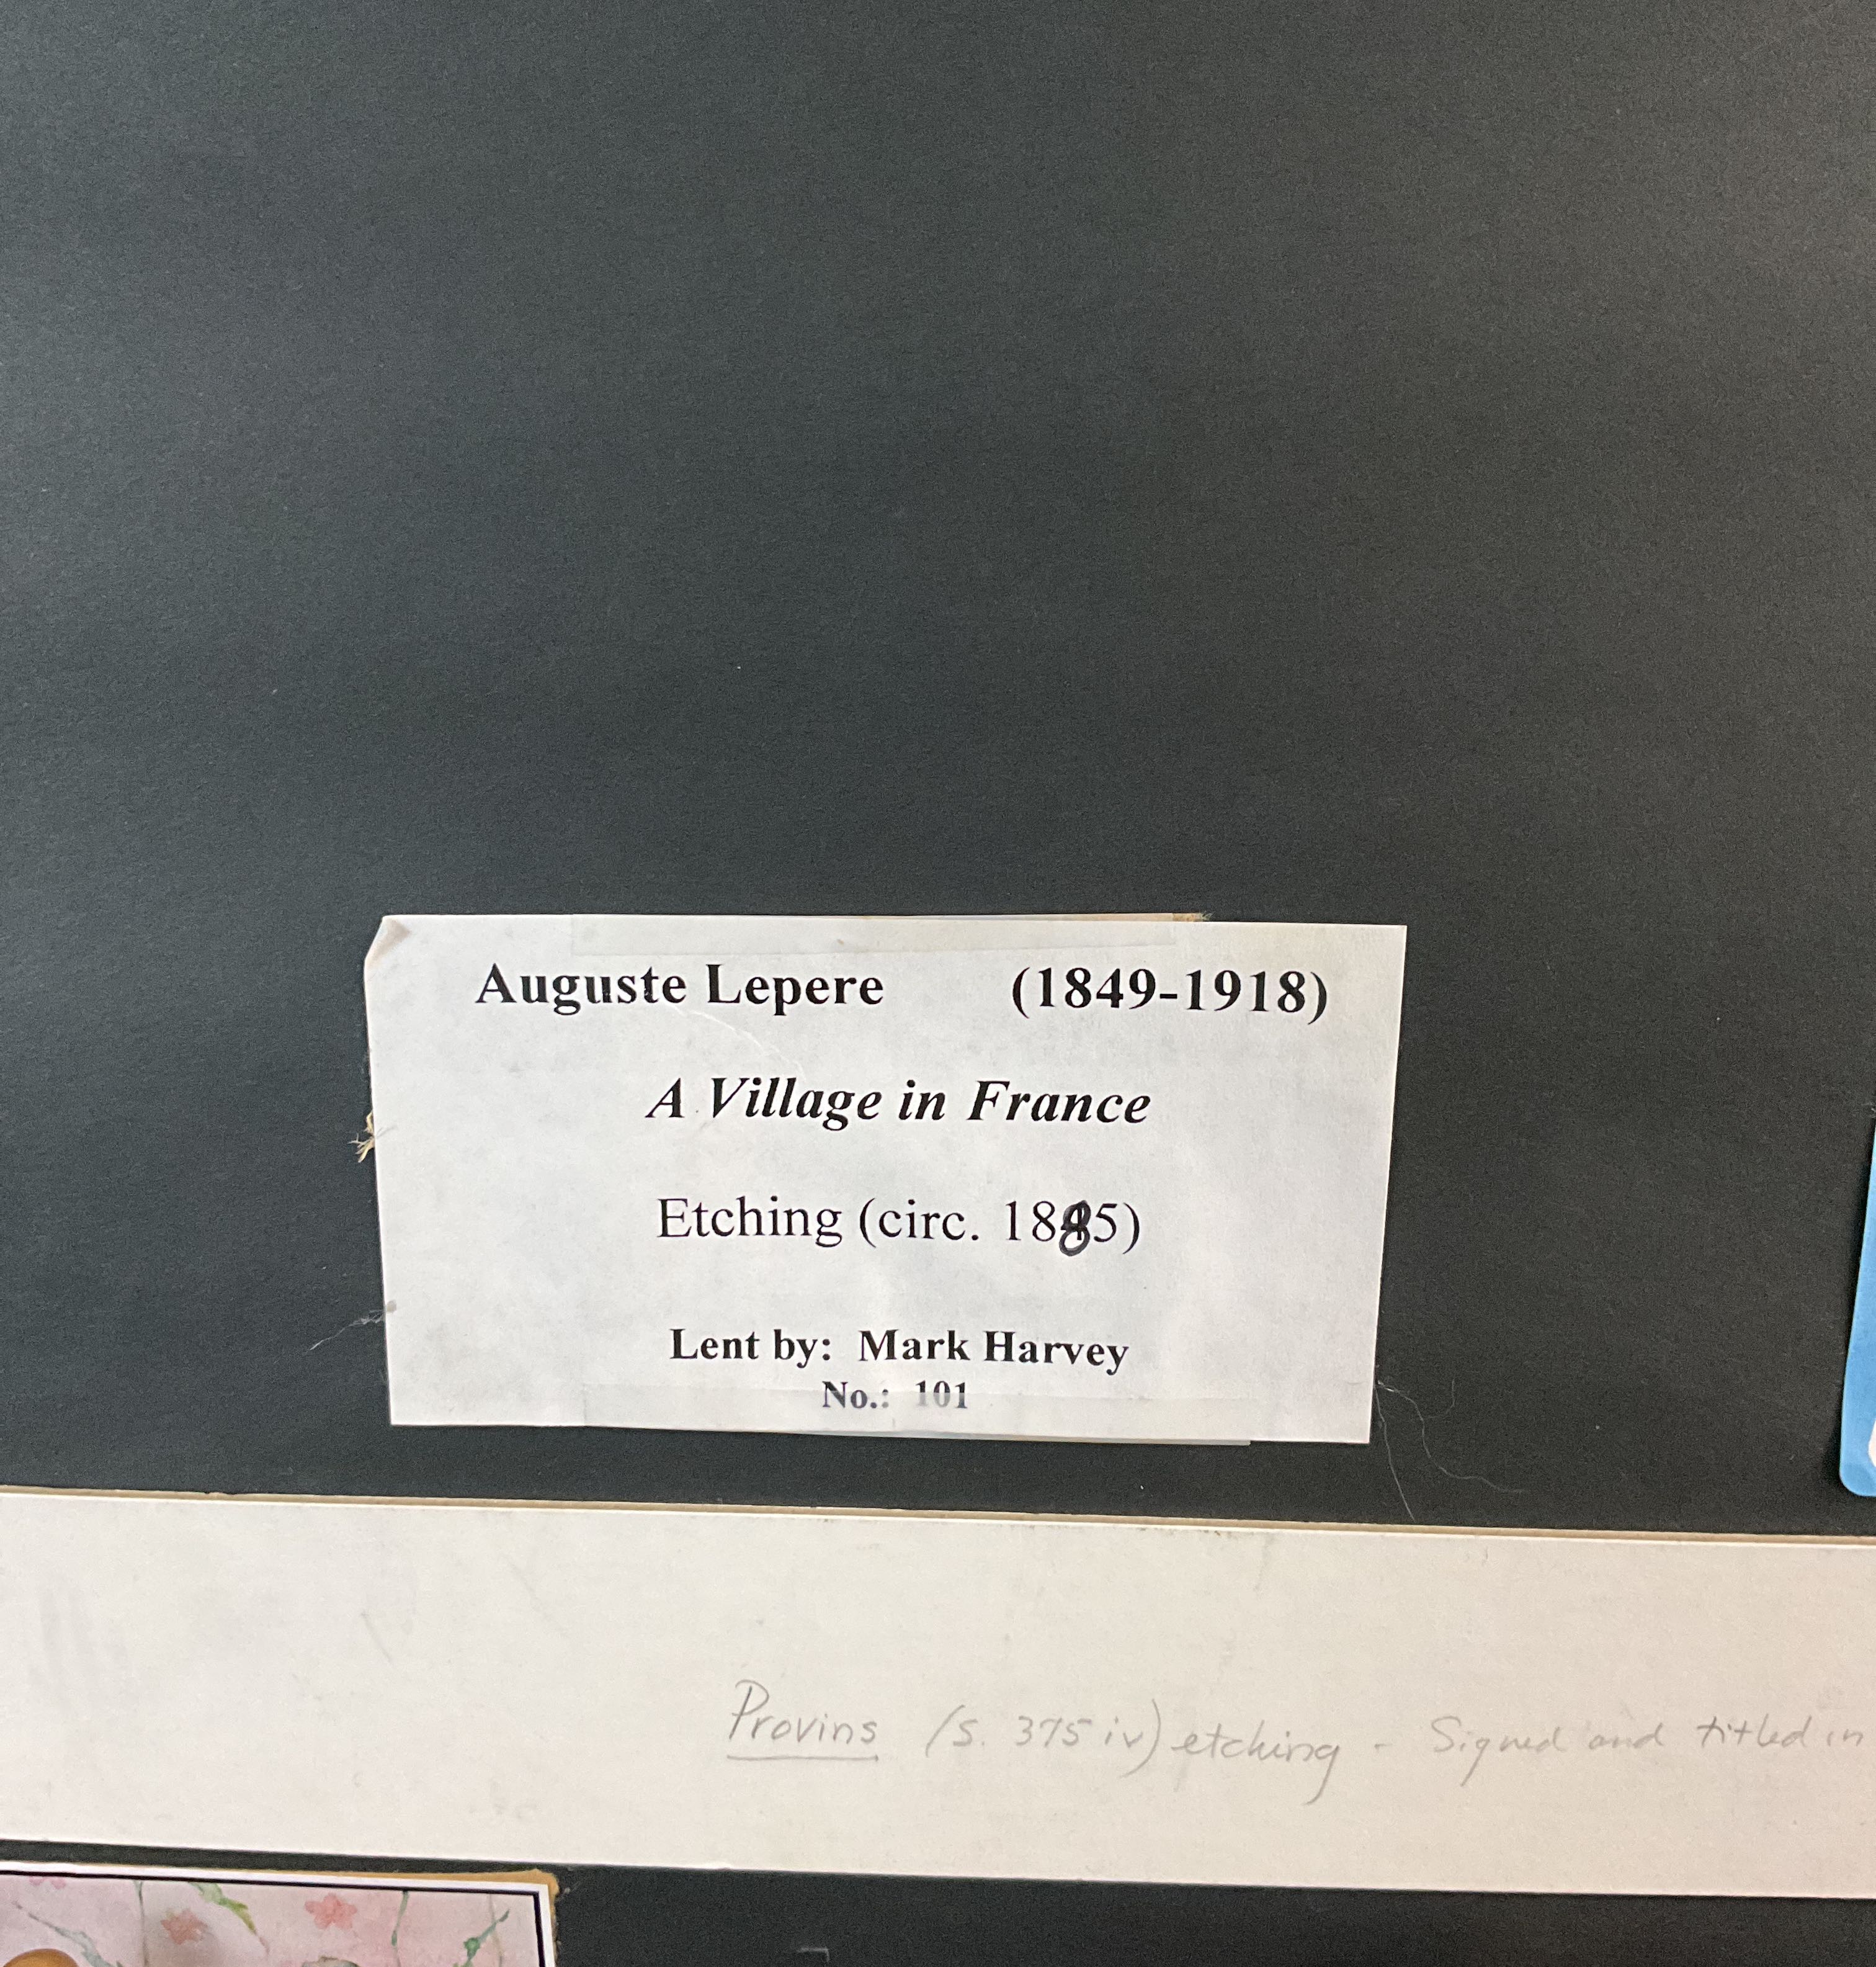 Auguste Lepere (1849-1918)
A Village in France
Etching (circ. 1885)
Lent by: Mark Harvey
No.: 101
Provins (S. 375 iv) etching - Signed and titled in